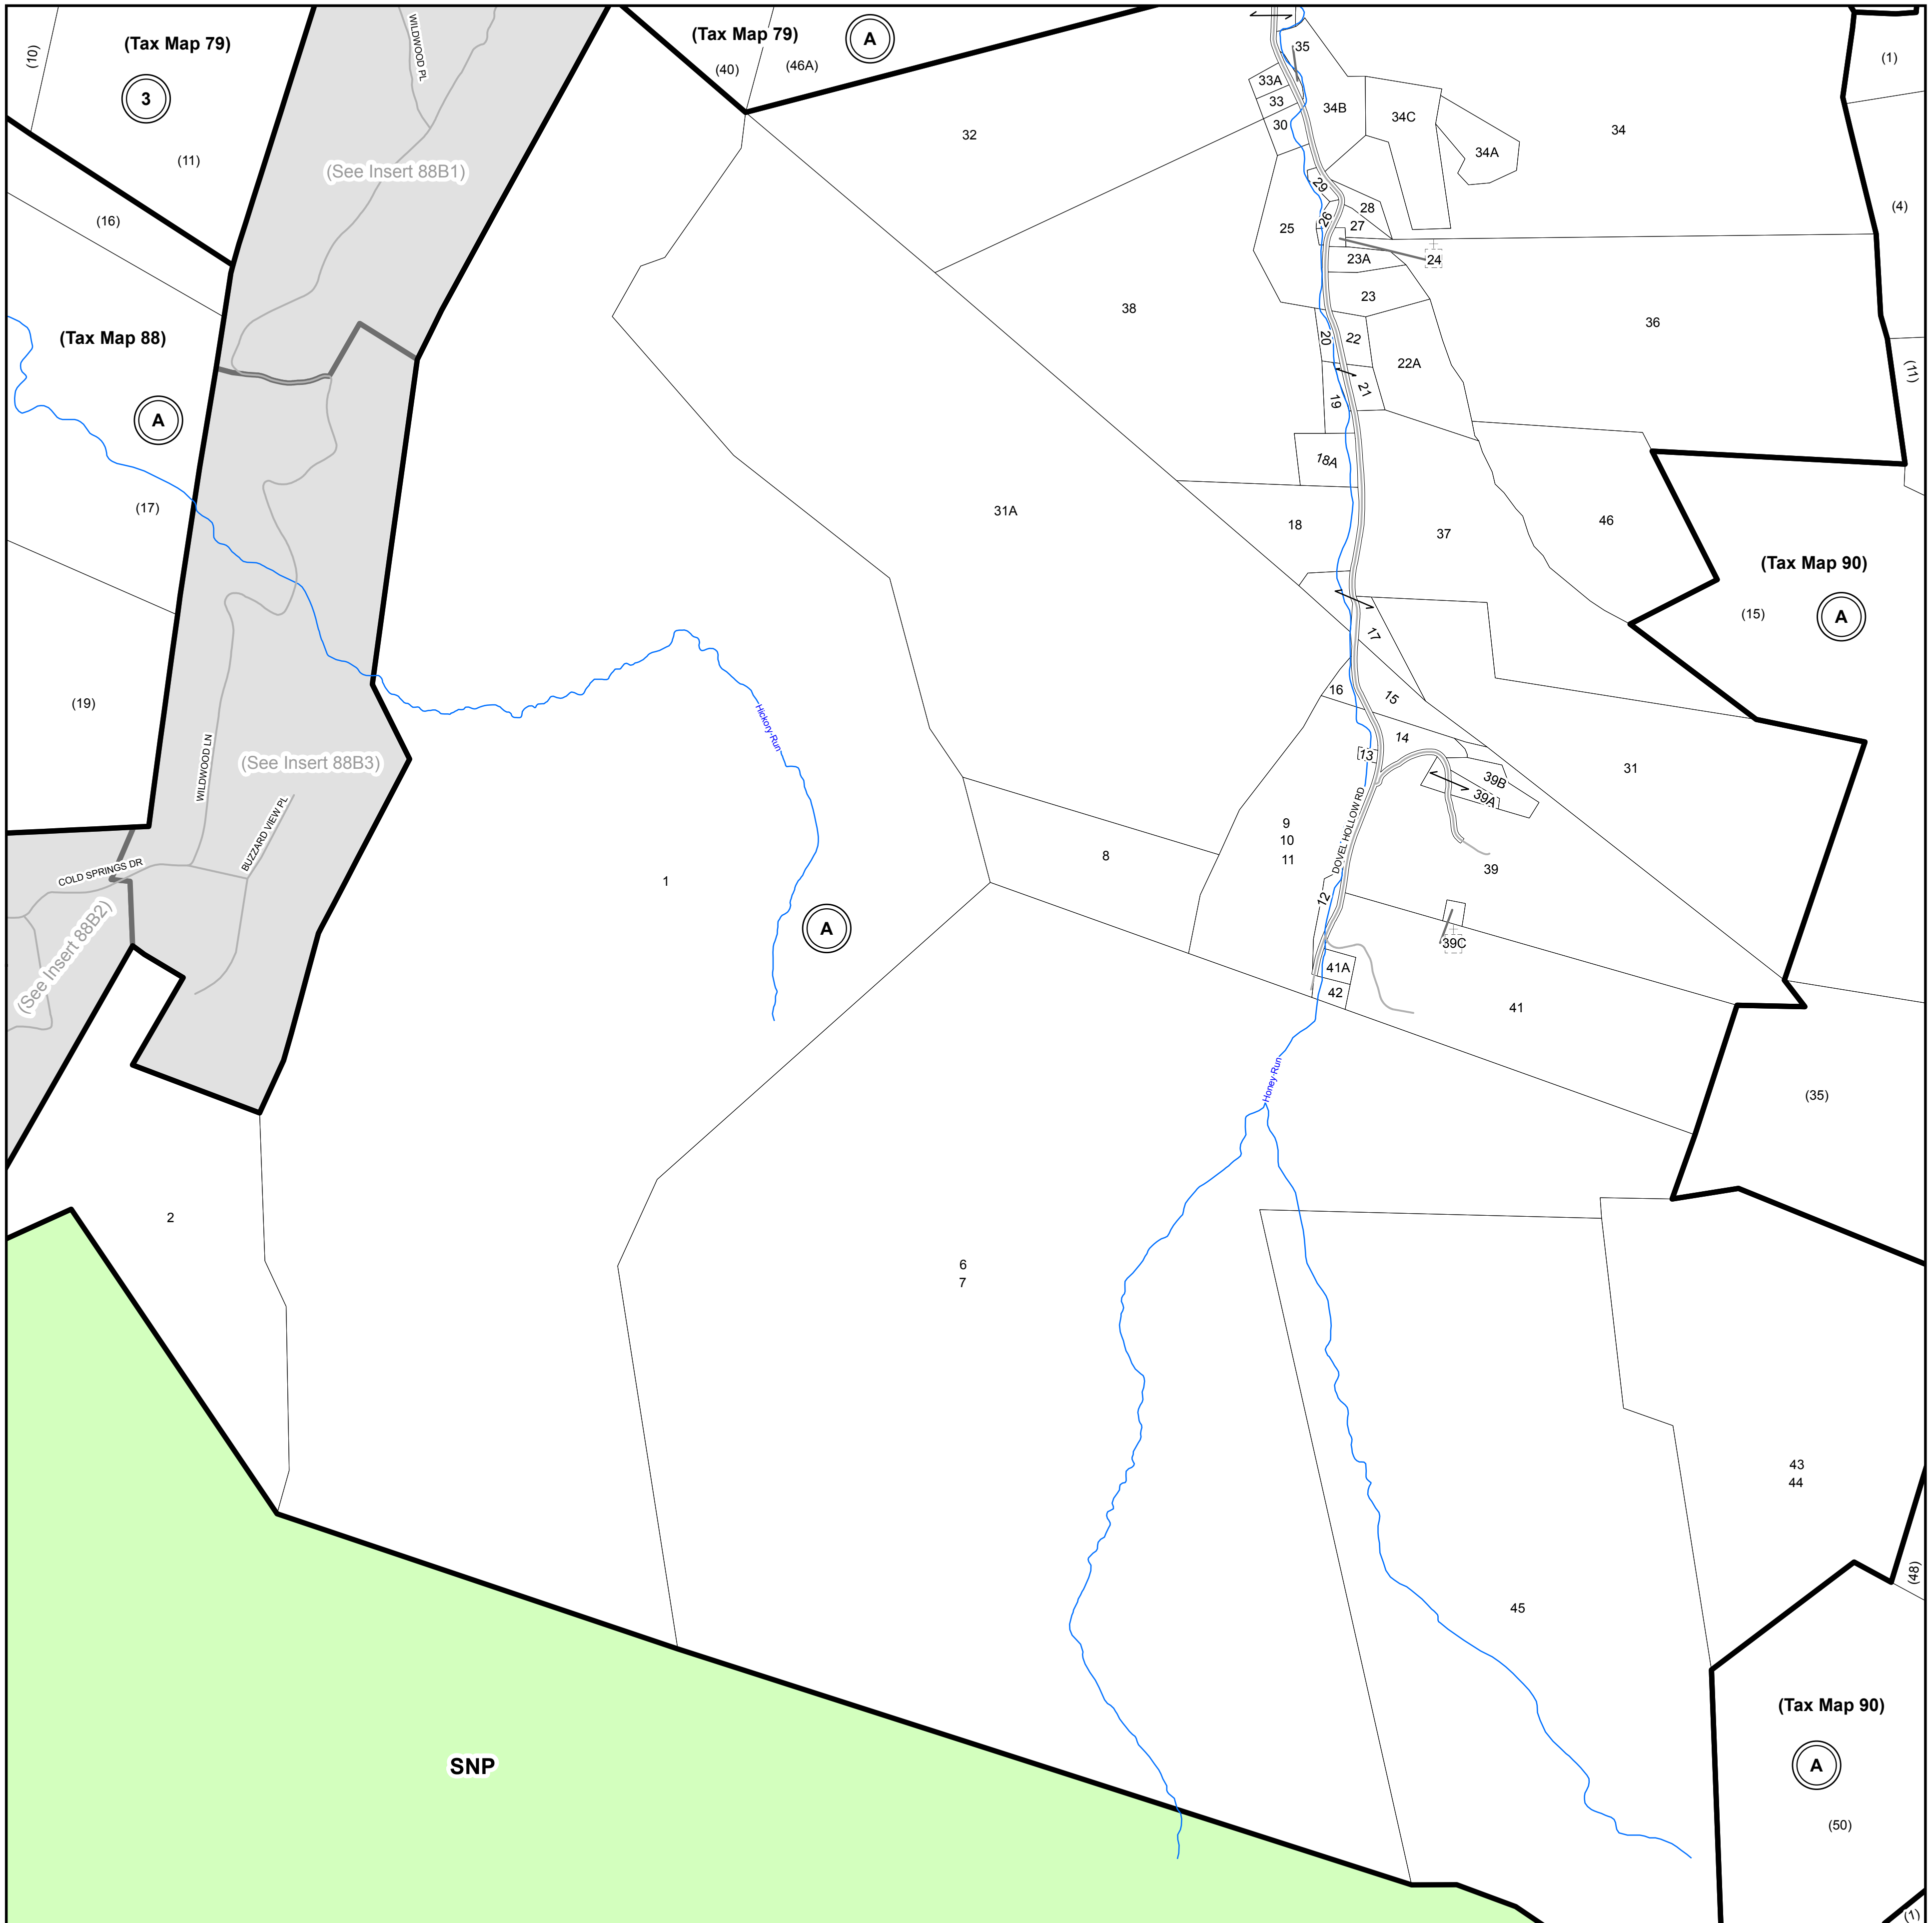 (10)
(Tax Map 79)
3
(11)
WILDWOOD PL
(Tax Map 79)
A
(40)
(46A)
35
33A
33
30
34B
34C
34A
34
(1)
(4)
32
(See Insert 88B1)
(16)
29
28
26
27
25
24
23A
23
38
36
(Tax Map 88)
A
20
22
22A
21
19
(11)
18A
(17)
31A
18
37
46
(Tax Map 90)
(15)
A
17
16
15
14
13
(19)
Hickory Run
WILDWOOD LN
(See Insert 88B3)
BUZZARD VIEW PL
COLD SPRINGS DR
(See Insert 88B2)
39B
39A
31
DOVEL HOLLOW RD
9
10
11
8
39
1
A
12
39C
41A
42
41
Honey Run
(35)
2
6
7
43
44
(48)
45
(Tax Map 90)
A
SNP
(50)
(1)